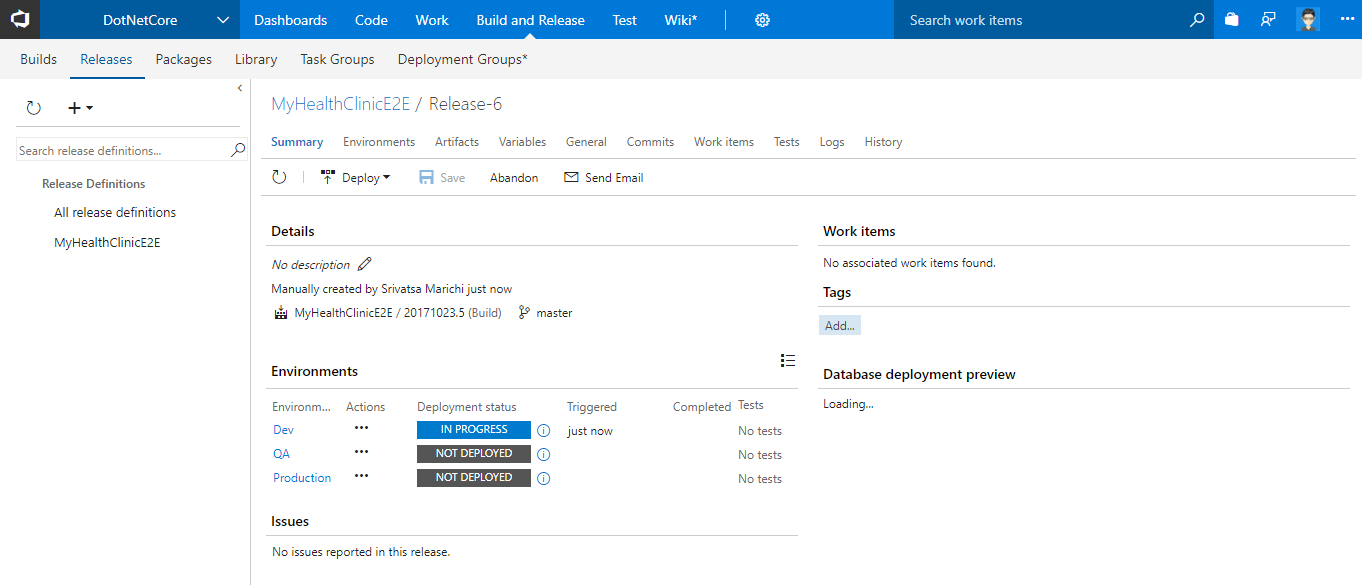 DotNetCore Dashboards Code Work Build and Release Test Wiki* Search work items
Builds Releases Packages Library Task Groups Deployment Groups*
Search release definitions...
Release Definitions
All release definitions
MyHealthClinicE2E
MyHealthClinicE2E / Release-6
Summary Environments Artifacts Variables General Commits Work items Tests Logs History
Deploy Save Abandon Send Email
Details
No description
Manually created by Srivatsa Marichi just now
MyHealthClinicE2E / 20171023.5 (Build) master
Environments
Environm... Actions Deployment status Triggered Completed Tests
Dev ••• IN PROGRESS just now No tests
QA ••• NOT DEPLOYED No tests
Production ••• NOT DEPLOYED No tests
Issues
No issues reported in this release.
Work items
No associated work items found.
Tags
Add...
Database deployment preview
Loading...